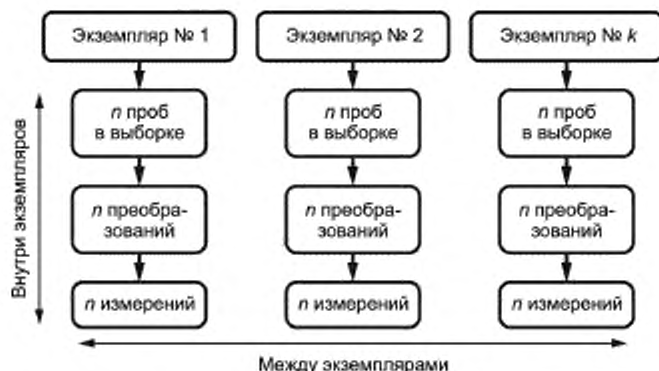 Экземпляр № 1
Экземпляр № 2
Экземпляр № k
n проб
в выборке
n проб
в выборке
n проб
в выборке
n преобра-
зований
n преобра-
зований
n преобра-
зований
n измерений
n измерений
n измерений
Внутри экземпляров
Между экземплярами